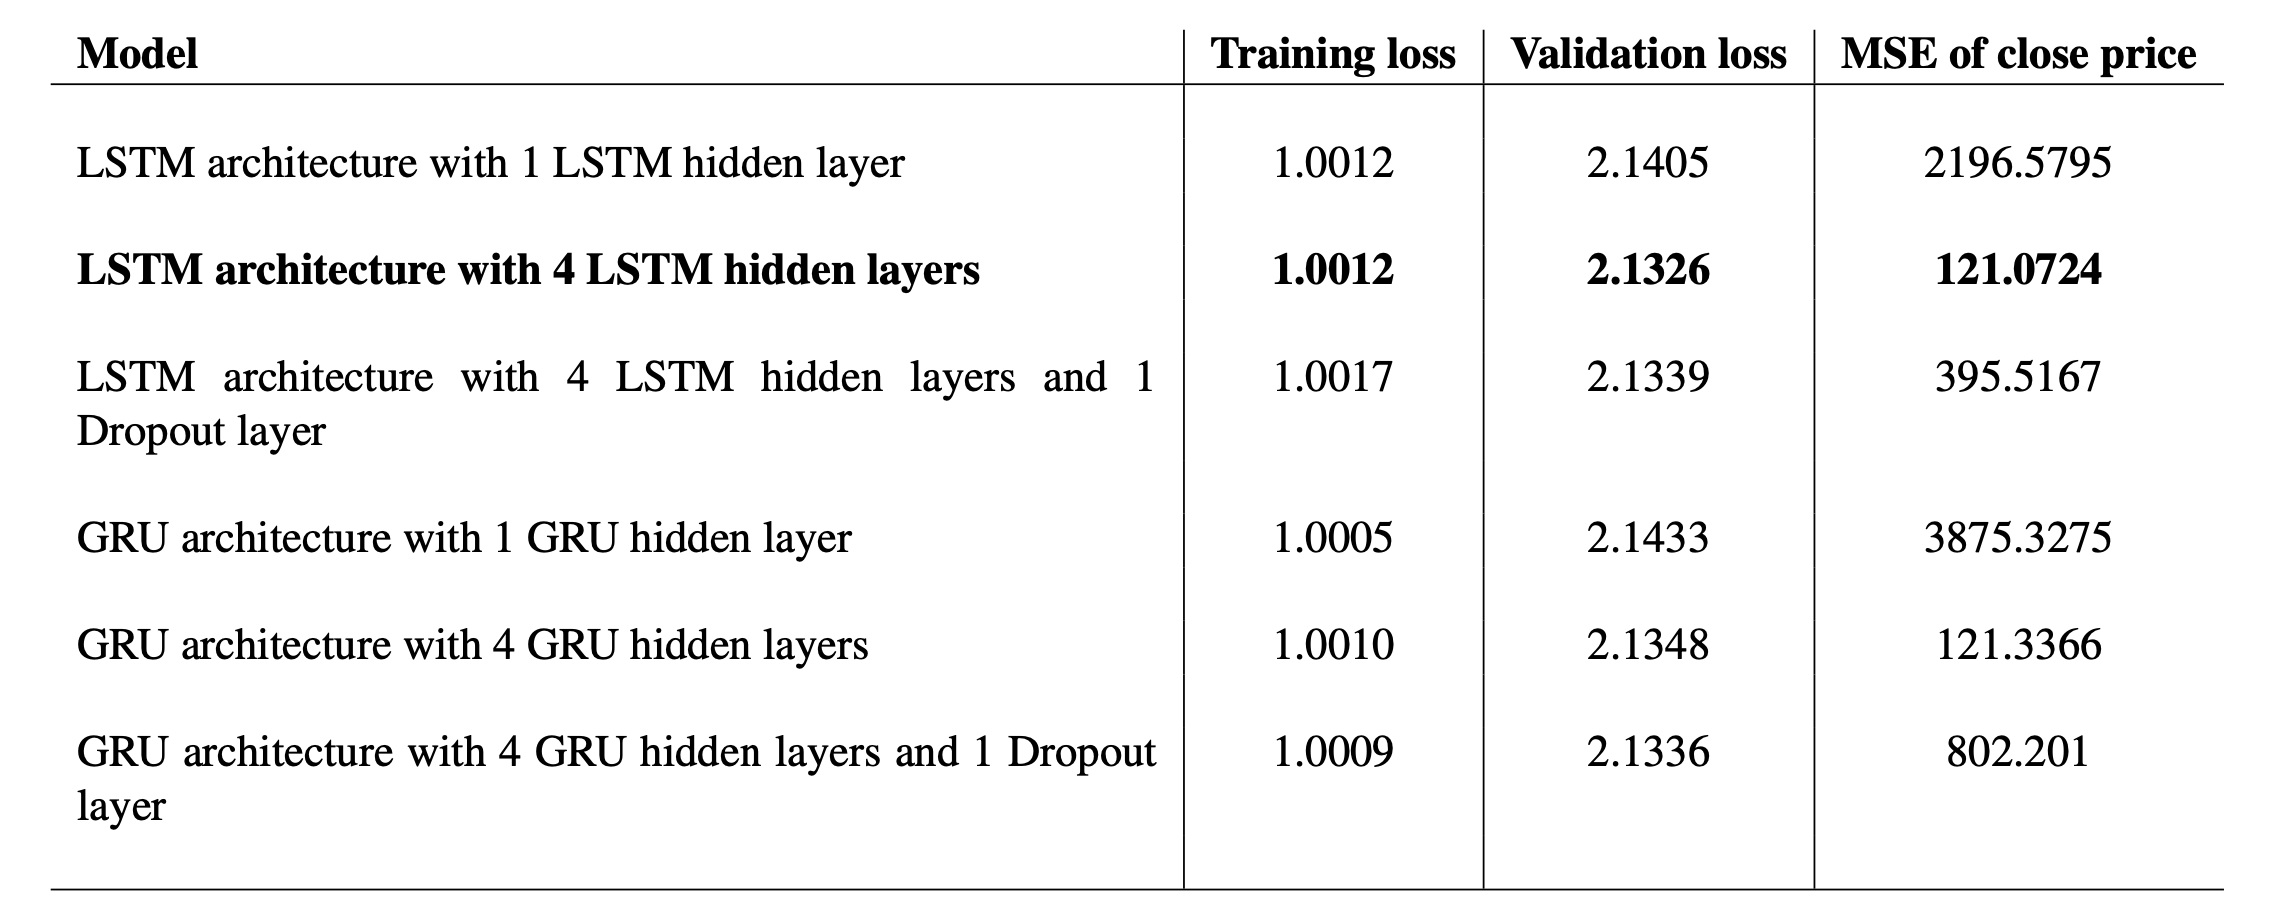 Model Training loss Validation loss MSE of close price
LSTM architecture with 1 LSTM hidden layer 1.0012 2.1405 2196.5795
LSTM architecture with 4 LSTM hidden layers 1.0012 2.1326 121.0724
LSTM architecture with 4 LSTM hidden layers and 1 1.0017 2.1339 395.5167
Dropout layer
GRU architecture with 1 GRU hidden layer 1.0005 2.1433 3875.3275
GRU architecture with 4 GRU hidden layers 1.0010 2.1348 121.3366
GRU architecture with 4 GRU hidden layers and 1 Dropout 1.0009 2.1336 802.201
layer